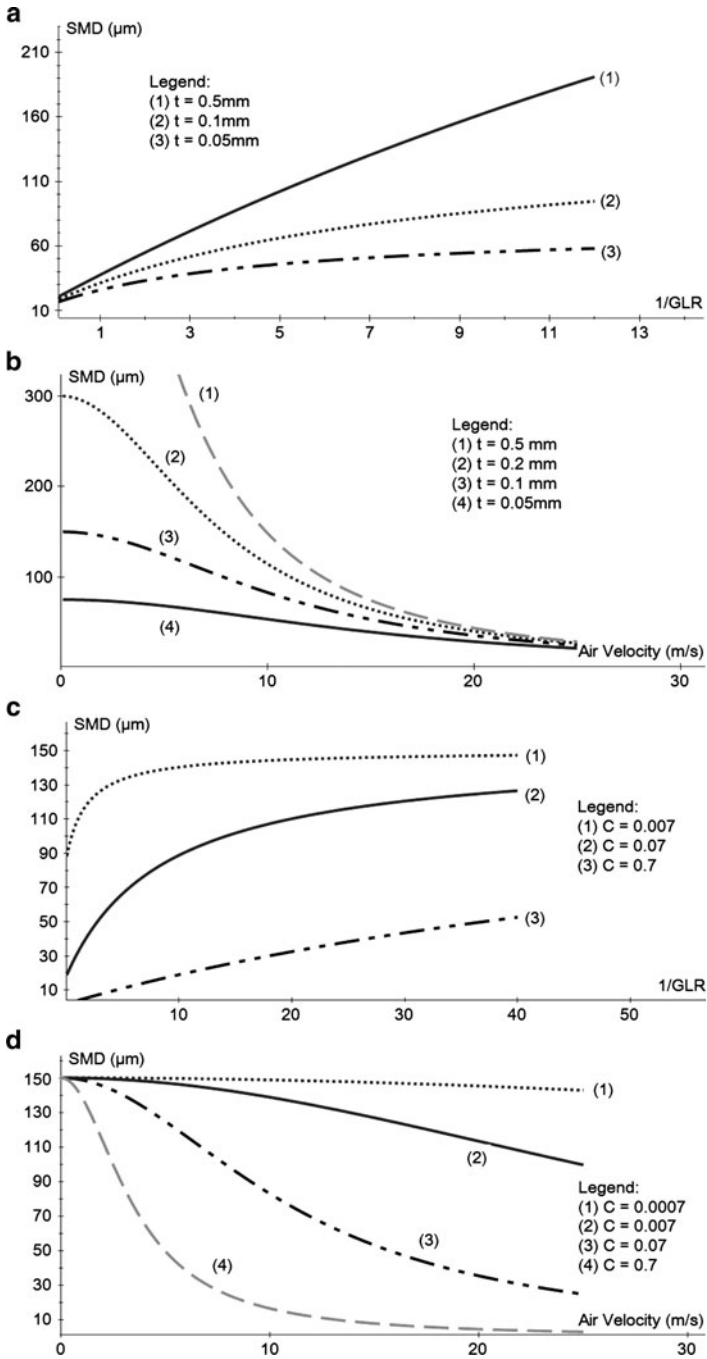 a
SMD (µm)
210
160
110
60
10
Legend:
(1) t = 0.5mm
(2) t = 0.1mm
(3) t = 0.05mm
(1)
(2)
(3)
1/GLR
1 3 5 7 9 11 13
b
SMD (µm)
300
200
100
(1)
(2)
(3)
(4)
Legend:
(1) t = 0.5 mm
(2) t = 0.2 mm
(3) t = 0.1 mm
(4) t = 0.05mm
Air Velocity (m/s)
0 10 20 30
c
SMD (µm)
150
130
110
90
70
50
30
10
(1)
(2)
(3)
Legend:
(1) C = 0.007
(2) C = 0.07
(3) C = 0.7
1/GLR
10 20 30 40 50
d
SMD (µm)
150
130
110
90
70
50
30
10
(1)
(2)
(3)
(4)
Legend:
(1) C = 0.0007
(2) C = 0.007
(3) C = 0.07
(4) C = 0.7
Air Velocity (m/s)
0 10 20 30